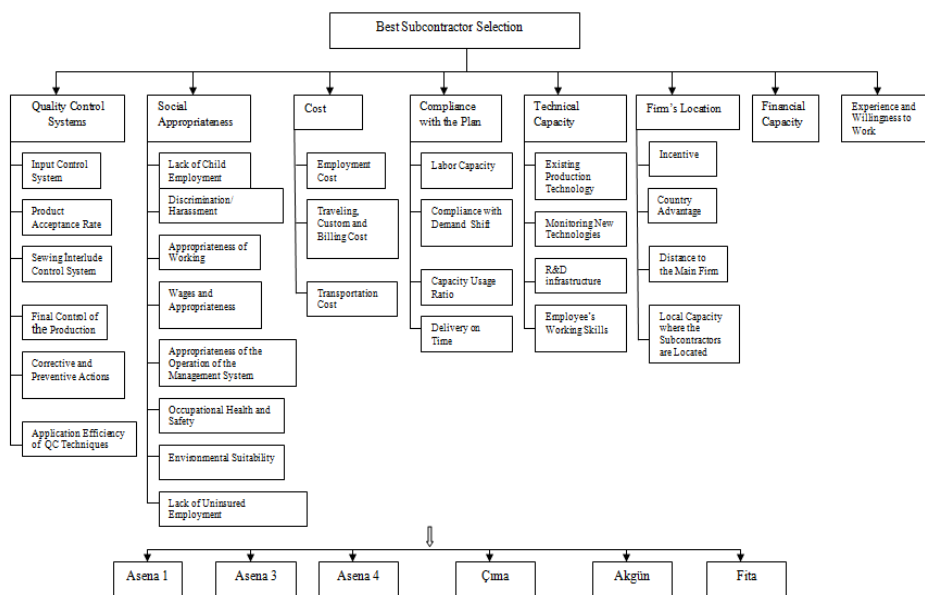 Best Subcontractor Selection
Quality Control
Systems
Social
Appropriateness
Cost
Compliance
with the Plan
Technical
Capacity
Firm's Location
Financial
Capacity
Experience and
Willingness to
Work
Input Control
System
Product
Acceptance Rate
Sewing Interlude
Control System
Final Control of
the Production
Corrective and
Preventive Actions
Application Efficiency
of QC Techniques
Lack of Child
Employment
Discrimination/
Harassment
Appropriateness of
Working
Wages and
Appropriateness
Appropriateness of the
Operation of the
Management System
Occupational Health and
Safety
Environmental Suitability
Lack of Uninsured
Employment
Employment
Cost
Traveling,
Custom and
Billing Cost
Transportation
Cost
Labor Capacity
Compliance with
Demand Shift
Capacity Usage
Ratio
Delivery on
Time
Existing
Production
Technology
Monitoring New
Technologies
R&D
infrastructure
Employee's
Working Skills
Incentive
Country
Advantage
Distance to
the Main Firm
Local Capacity
where the
Subcontractors
are Located
Asena 1
Asena 3
Asena 4
Çıma
Akgün
Fita